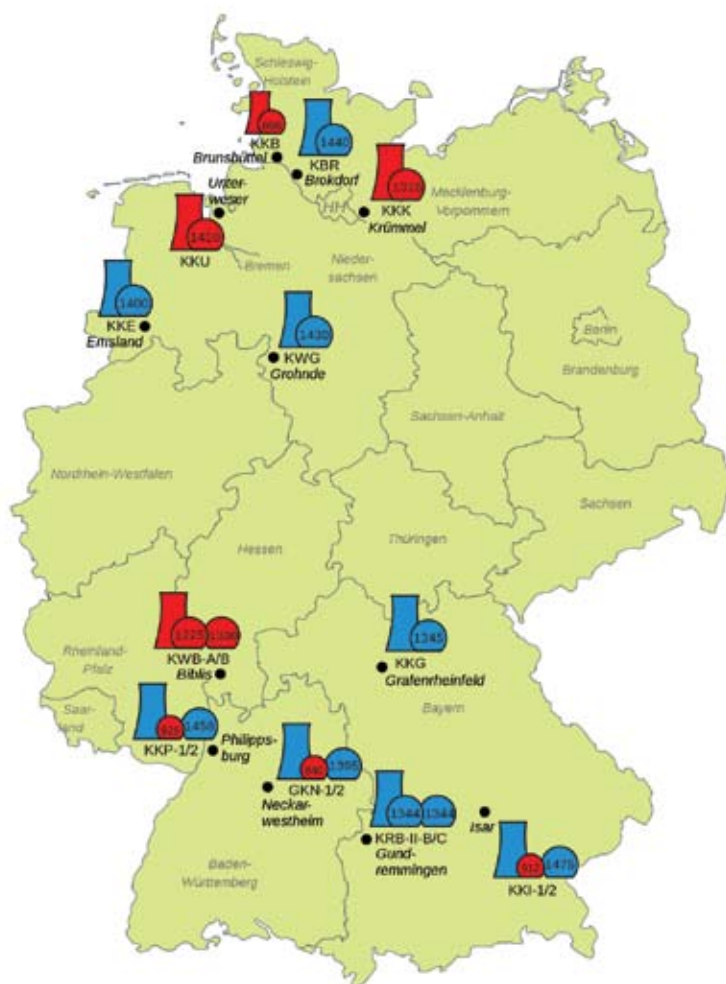 Schleswig-
Holstein
KKB
Brunsbüttel
1440
KBR
Brokdorf
KKK
Krümmel
Mecklenburg-
Vorpommern
HH
Unter-
weser
1410
KKU
Bremen
Nieder-
sachsen
1400
KKE
Emsland
1430
KWG
Grohnde
Berlin
Brandenburg
Sachsen-Anhalt
Nordrhein-Westfalen
Sachsen
Hessen
Thüringen
1225 1300
KWB-A/B
Biblis
Rheinland-
Pfalz
Saar-
land
1345
KKG
Grafenrheinfeld
Bayern
1458
KKP-1/2
Philipps-
burg
1395
GKN-1/2
Neckar-
westheim
1344 1344
KRB-II-B/C
Gund-
remmingen
Isar
912 1475
KKI-1/2
Baden-
Württemberg